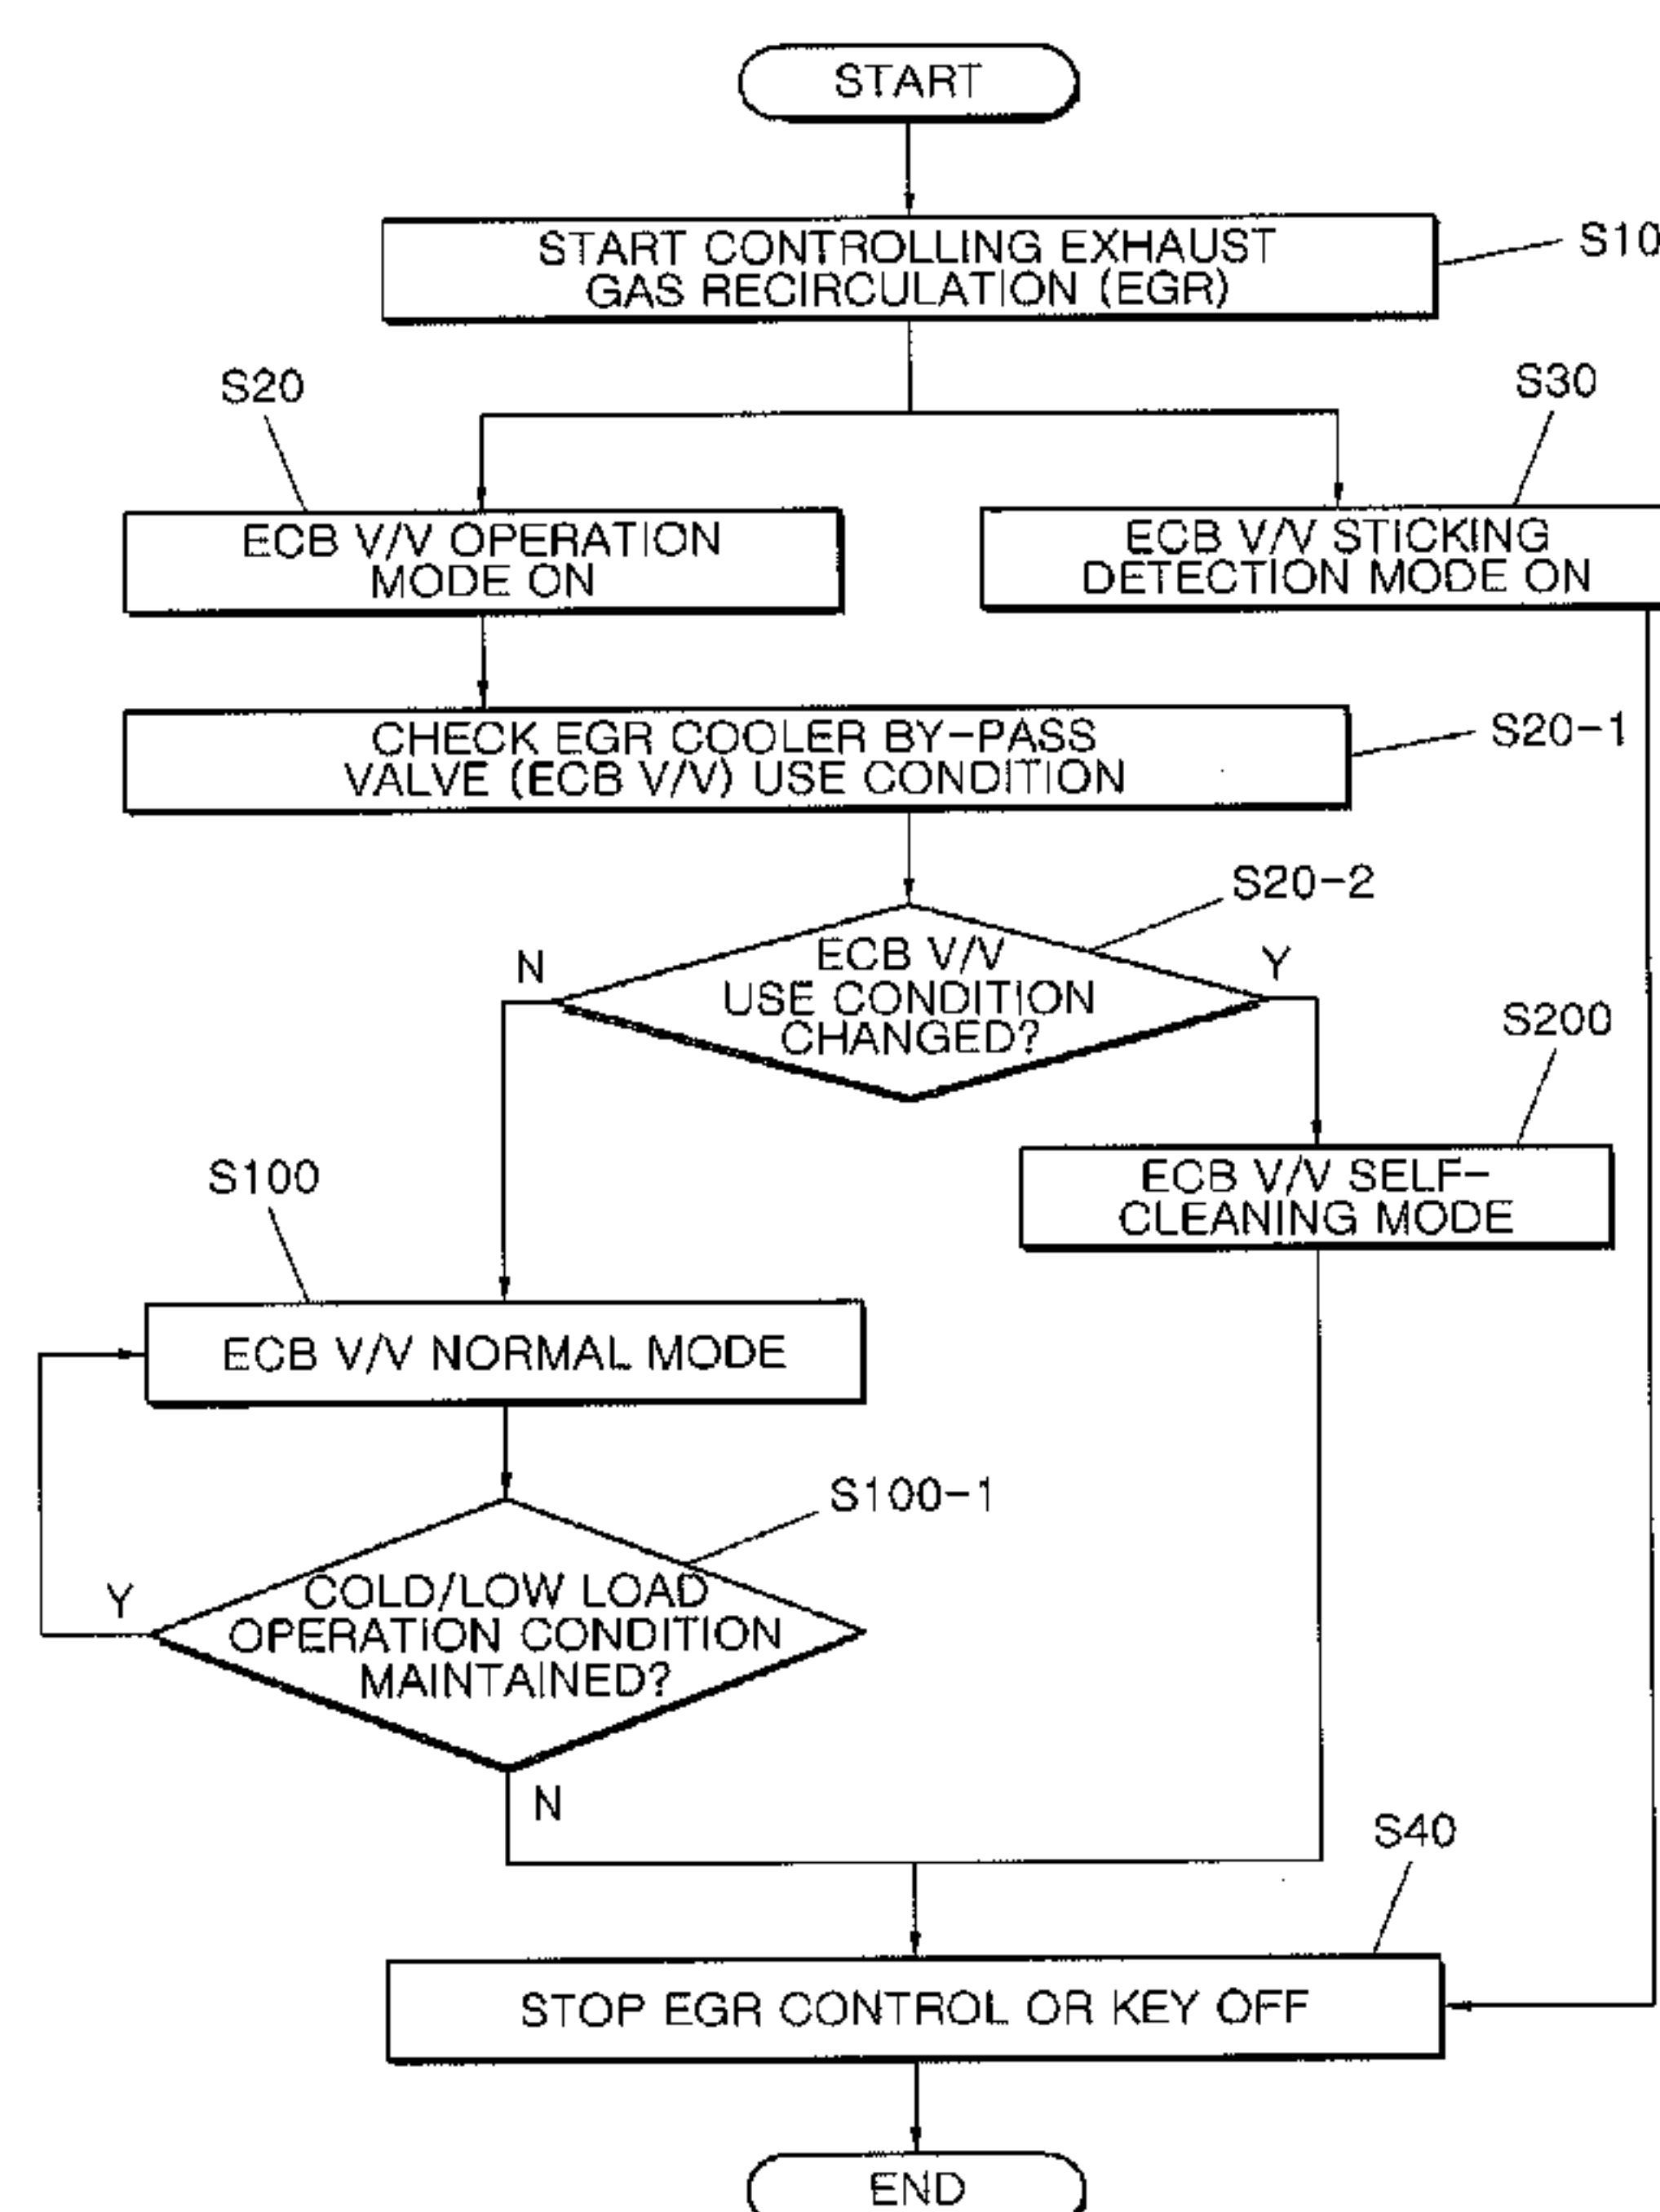 START
START CONTROLLING EXHAUST
GAS RECIRCULATION (EGR)
S10
S20
S30
ECB V/V OPERATION
MODE ON
ECB V/V STICKING
DETECTION MODE ON
CHECK EGR COOLER BY-PASS
VALVE (ECB V/V) USE CONDITION
S20-1
S20-2
N
ECB V/V
USE CONDITION
CHANGED?
Y
S200
ECB V/V SELF-
CLEANING MODE
S100
ECB V/V NORMAL MODE
S100-1
Y
COLD/LOW LOAD
OPERATION CONDITION
MAINTAINED?
N
S40
STOP EGR CONTROL OR KEY OFF
END